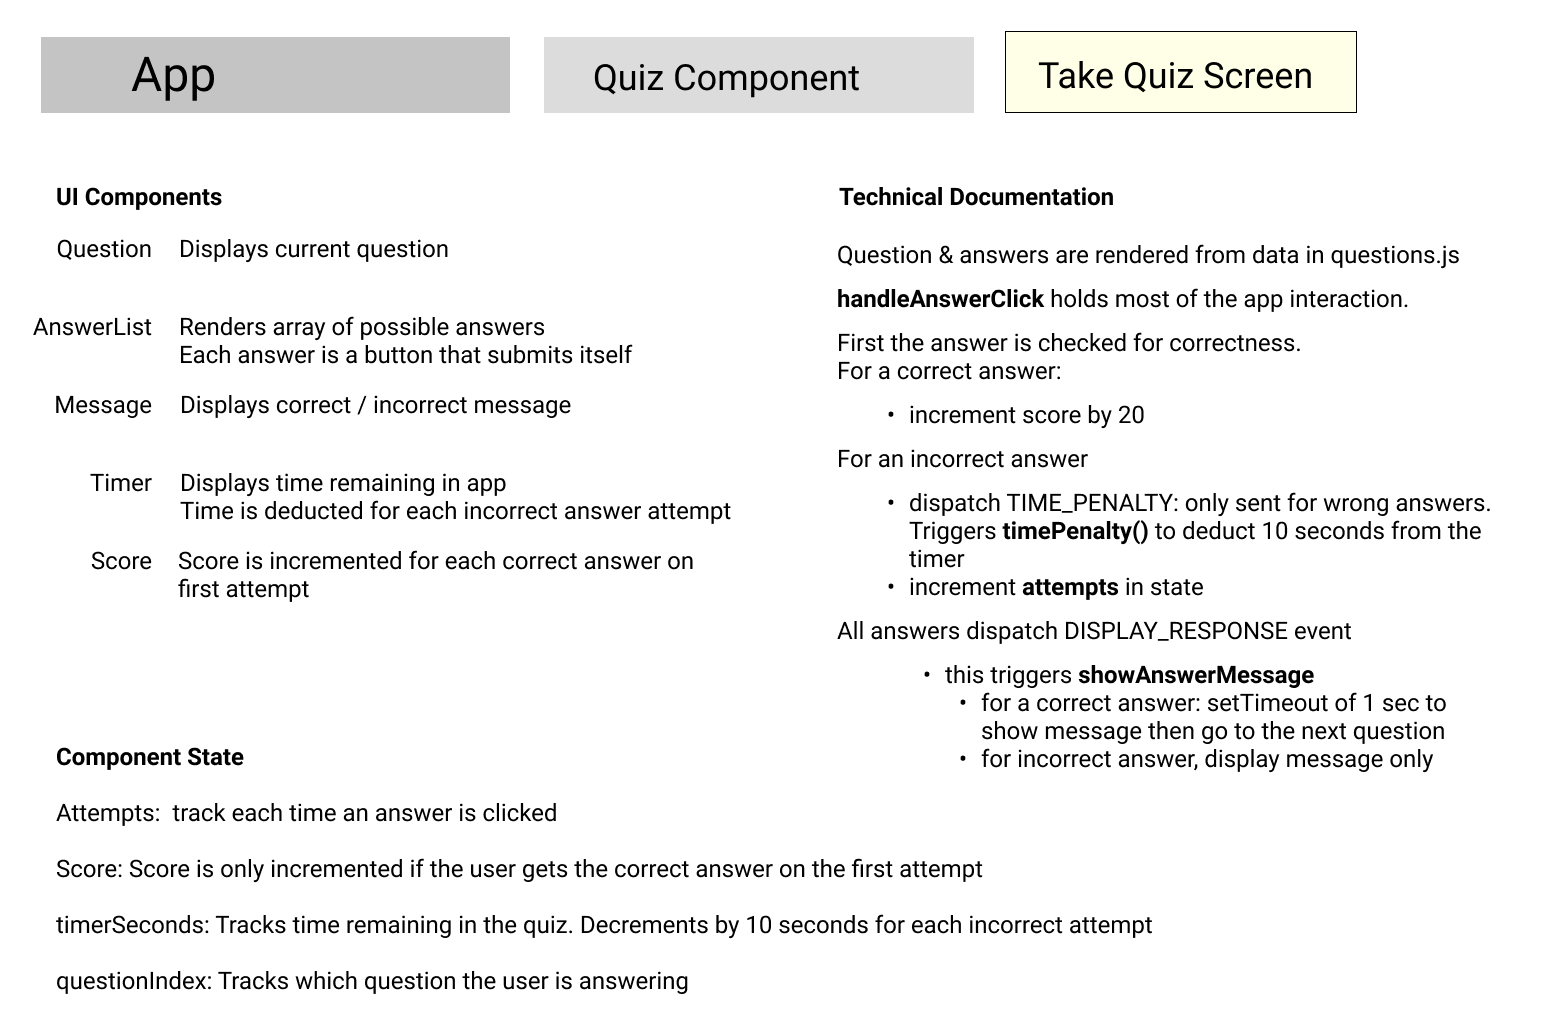 App
Quiz Component
Take Quiz Screen
UI Components
Question Displays current question
AnswerList Renders array of possible answers
Each answer is a button that submits itself
Message Displays correct / incorrect message
Timer Displays time remaining in app
Time is deducted for each incorrect answer attempt
Score Score is incremented for each correct answer on
first attempt
Component State
Attempts:  track each time an answer is clicked
Score: Score is only incremented if the user gets the correct answer on the first attempt
timerSeconds: Tracks time remaining in the quiz. Decrements by 10 seconds for each incorrect attempt
questionIndex: Tracks which question the user is answering
Technical Documentation
Question & answers are rendered from data in questions.js
handleAnswerClick holds most of the app interaction.
First the answer is checked for correctness.
For a correct answer:
• increment score by 20
For an incorrect answer
• dispatch TIME_PENALTY: only sent for wrong answers.
Triggers timePenalty() to deduct 10 seconds from the
timer
• increment attempts in state
All answers dispatch DISPLAY_RESPONSE event
• this triggers showAnswerMessage
• for a correct answer: setTimeout of 1 sec to
show message then go to the next question
• for incorrect answer, display message only